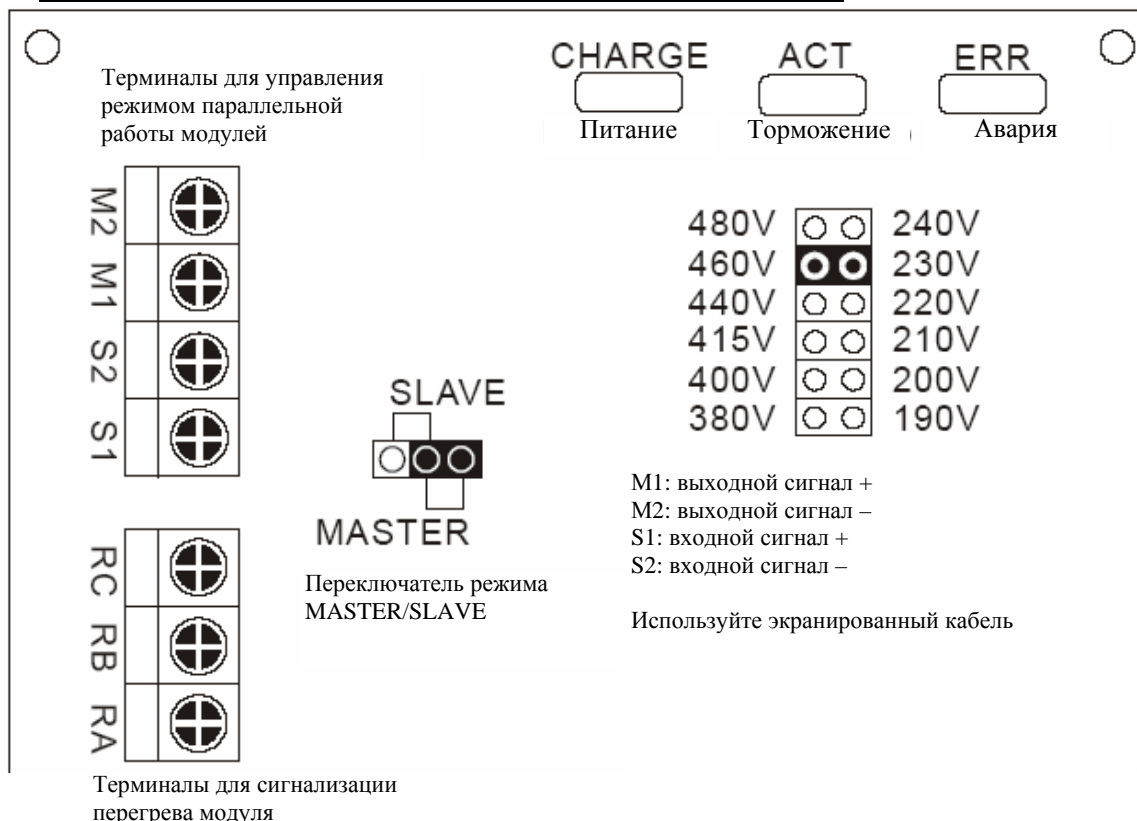 CHARGE ACT ERR
Питание Торможение Авария
Терминалы для управления
режимом параллельной
работы модулей
M2
M1
S2
S1
480V 240V
460V 230V
440V 220V
415V 210V
400V 200V
380V 190V
SLAVE
MASTER
Переключатель режима
MASTER/SLAVE
M1: выходной сигнал +
M2: выходной сигнал –
S1: входной сигнал +
S2: входной сигнал –
Используйте экранированный кабель
RC
RB
RA
Терминалы для сигнализации
перегрева модуля